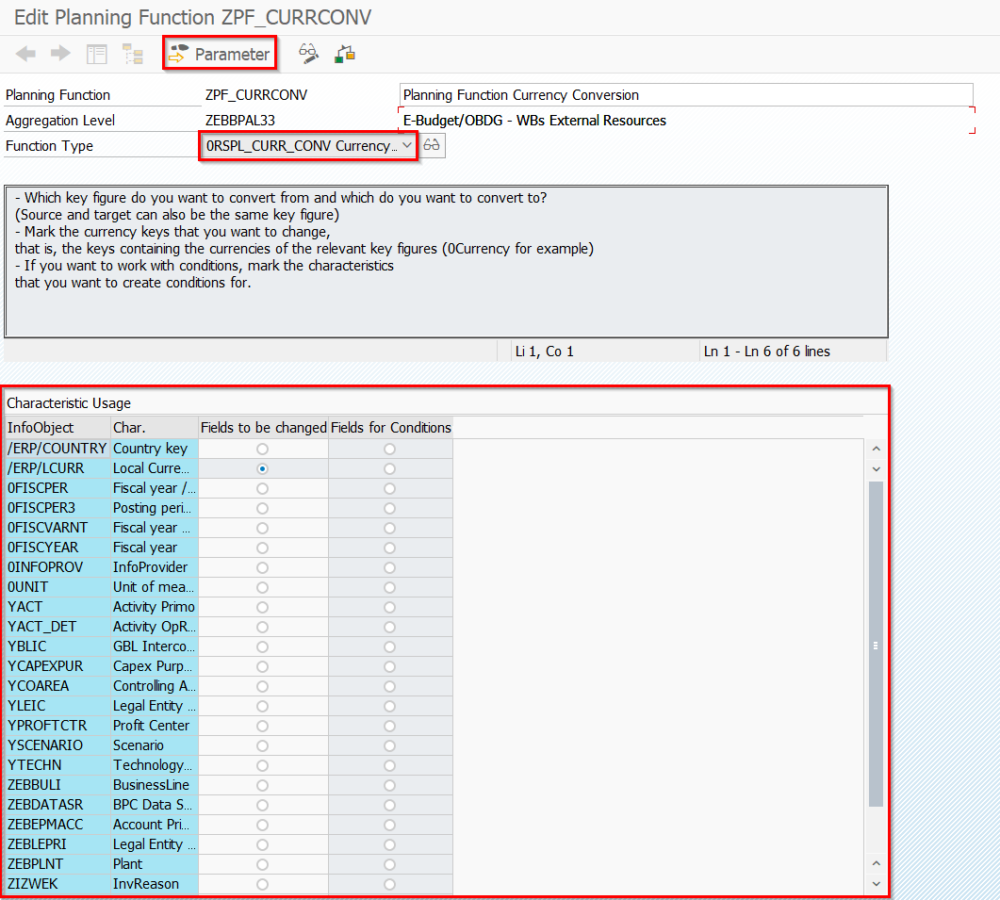 Edit Planning Function ZPF_CURRCONV
Parameter
Planning Function ZPF_CURRCONV Planning Function Currency Conversion
Aggregation Level ZEBBPAL33 E-Budget/OBDG - WBs External Resources
Function Type 0RSPL_CURR_CONV Currency...
- Which key figure do you want to convert from and which do you want to convert to?
(Source and target can also be the same key figure)
- Mark the currency keys that you want to change,
that is, the keys containing the currencies of the relevant key figures (0Currency for example)
- If you want to work with conditions, mark the characteristics
that you want to create conditions for.
Li 1, Co 1 Ln 1 - Ln 6 of 6 lines
Characteristic Usage
InfoObject Char. Fields to be changed Fields for Conditions
/ERP/COUNTRY Country key
/ERP/LCURR Local Curre...
0FISCPER Fiscal year /...
0FISCPER3 Posting peri...
0FISCVARNT Fiscal year ...
0FISCYEAR Fiscal year
0INFOPROV InfoProvider
0UNIT Unit of mea...
YACT Activity Primo
YACT_DET Activity OpR...
YBLIC GBL Interco...
YCAPEXPUR Capex Purp...
YCOAREA Controlling A...
YLEIC Legal Entity ...
YPROFTCTR Profit Center
YSCENARIO Scenario
YTECHN Technology...
ZEBBULI BusinessLine
ZEBDATASR BPC Data S...
ZEBEPMACC Account Pri...
ZEBLEPRI Legal Entity ...
ZEBPLNT Plant
ZIZWEK InvReason